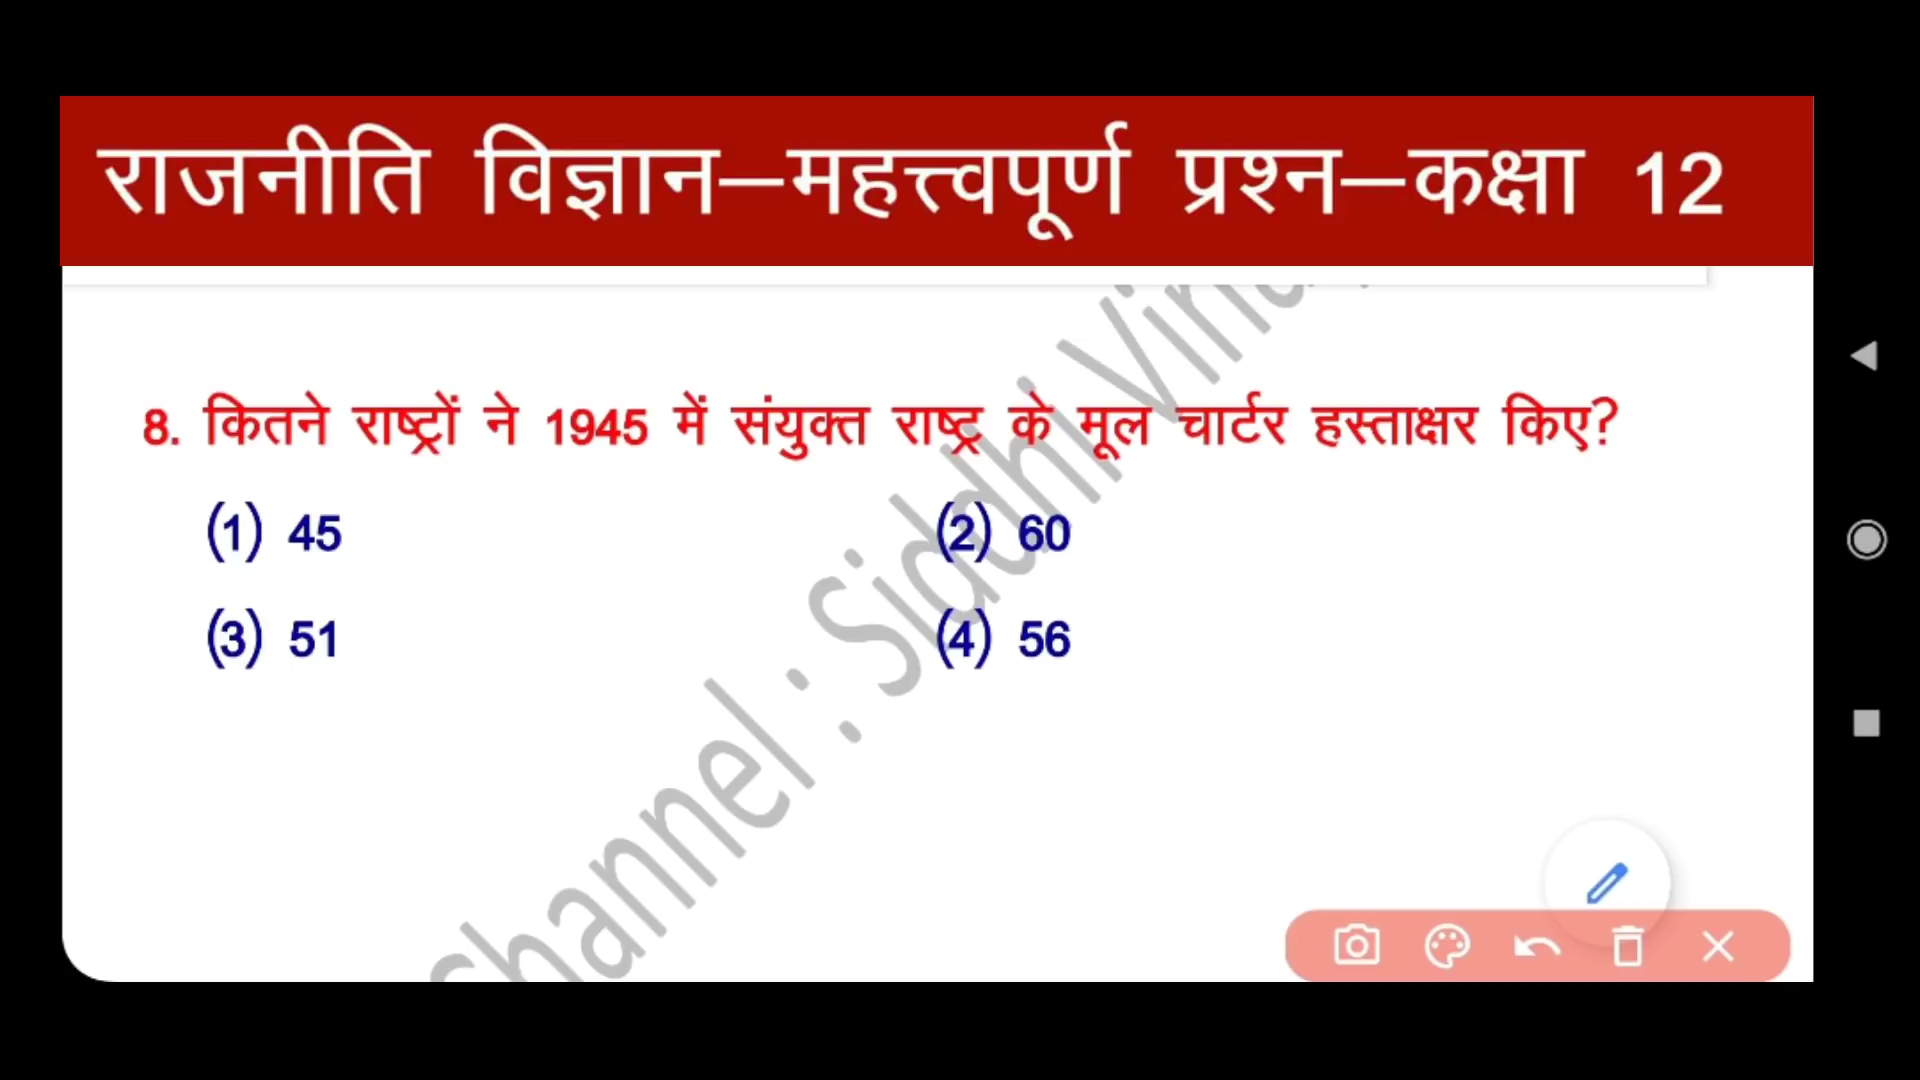 राजनीति विज्ञान–महत्त्वपूर्ण प्रश्न–कक्षा 12
8. कितने राष्ट्रों ने 1945 में संयुक्त राष्ट्र के मूल चार्टर हस्ताक्षर किए?
(1) 45 (2) 60
(3) 51 (4) 56
: Siddhi